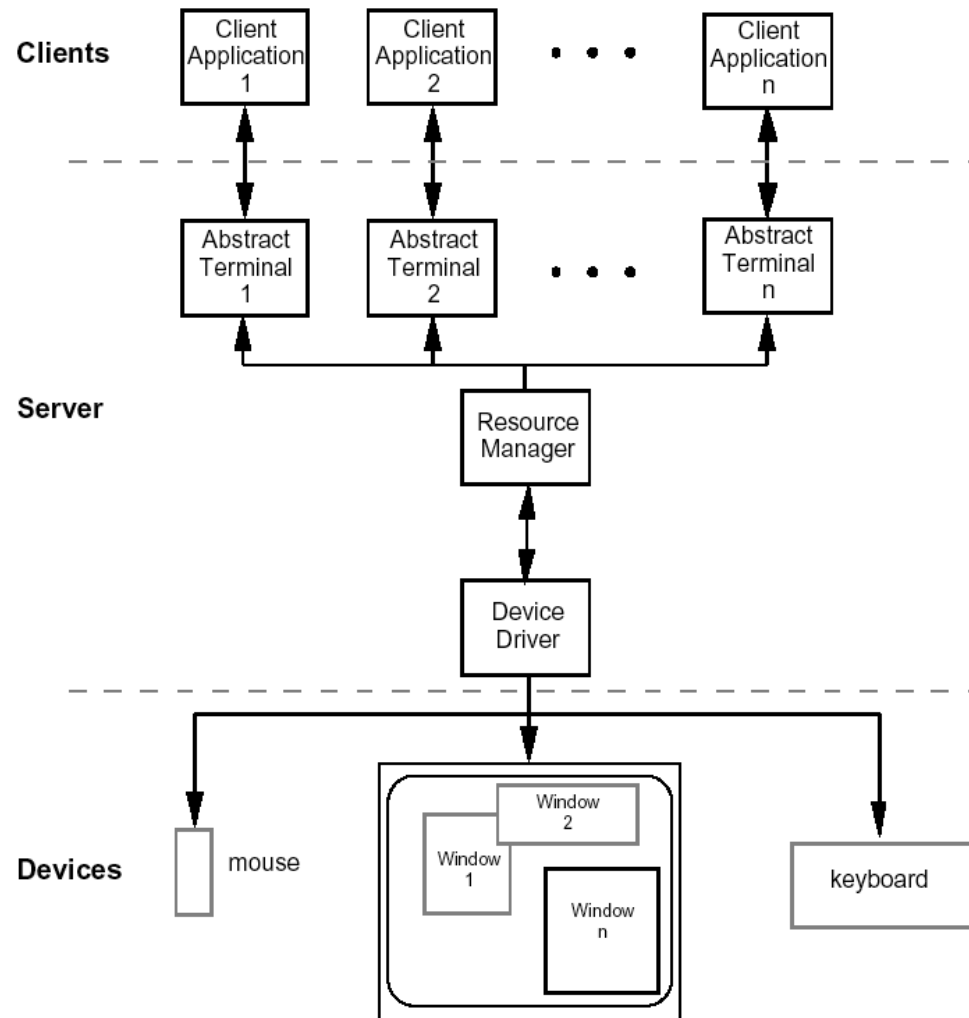 Clients
Client
Application
1
Client
Application
2
Client
Application
n
Abstract
Terminal
1
Abstract
Terminal
2
Abstract
Terminal
n
Server
Resource
Manager
Device
Driver
Devices
mouse
Window
1
Window
2
Window
n
keyboard